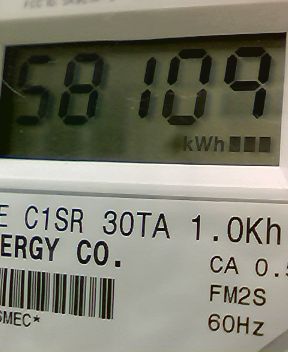 58109
kWh
E C1SR 30TA 1.0Kh
ERGY CO.
CA 0.5
FM2S
SMEC*
60Hz